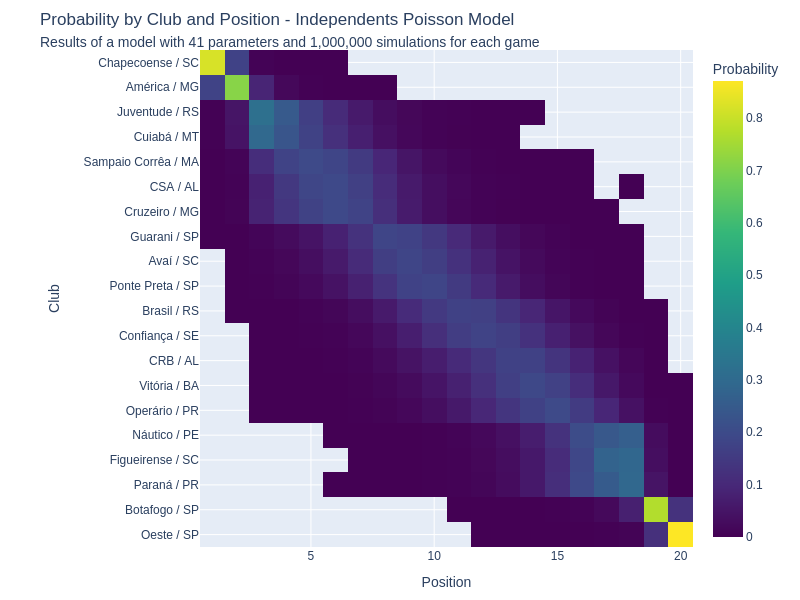 Probability by Club and Position - Independents Poisson Model
Results of a model with 41 parameters and 1,000,000 simulations for each game
Probability
Club
Chapecoense / SC
América / MG
Juventude / RS
Cuiabá / MT
Sampaio Corrêa / MA
CSA / AL
Cruzeiro / MG
Guarani / SP
Avaí / SC
Ponte Preta / SP
Brasil / RS
Confiança / SE
CRB / AL
Vitória / BA
Operário / PR
Náutico / PE
Figueirense / SC
Paraná / PR
Botafogo / SP
Oeste / SP
0.8
0.7
0.6
0.5
0.4
0.3
0.2
0.1
0
5 10 15 20
Position